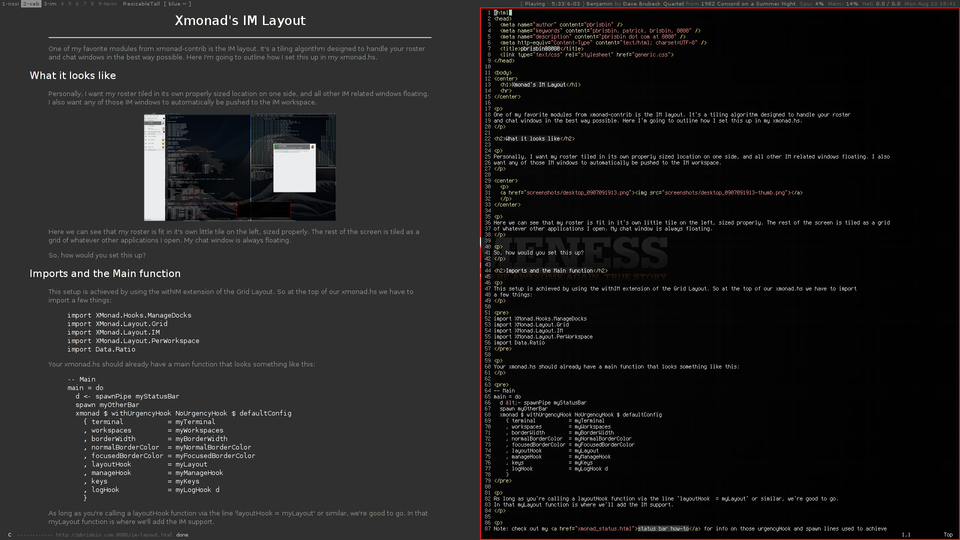 1-nsai 2-nab 3-im 4 5 6 7 8 9-term ResizableTall [ blue ~ ]
Playing : 5:33/6:03 | Benjamin by Dave Brubeck Quartet from 1982 Concord on a Summer Night
Xmonad's IM Layout
One of my favorite modules from xmonad-contrib is the IM layout. It's a tiling algorithm designed to handle your roster
and chat windows in the best way possible. Here I'm going to outline how I set this up in my xmonad.hs.
What it looks like
Personally, I want my roster tiled in its own properly sized location on one side, and all other IM related windows floating.
I also want any of those IM windows to automatically be pushed to the IM workspace.
Here we can see that my roster is fit in it's own little tile on the left, sized properly. The rest of the screen is tiled as a
grid of whatever other applications I open. My chat window is always floating.
So, how would you set this up?
Imports and the Main function
This setup is achieved by using the withIM extension of the Grid Layout. So at the top of our xmonad.hs we have to
import a few things:
import XMonad.Hooks.ManageDocks
import XMonad.Layout.Grid
import XMonad.Layout.IM
import XMonad.Layout.PerWorkspace
import Data.Ratio
Your xmonad.hs should already have a main function that looks something like this:
-- Main
main = do
d <- spawnPipe myStatusBar
spawn myOtherBar
xmonad $ withUrgencyHook NoUrgencyHook $ defaultConfig
{ terminal = myTerminal
, workspaces = myWorkspaces
, borderWidth = myBorderWidth
, normalBorderColor = myNormalBorderColor
, focusedBorderColor = myFocusedBorderColor
, layoutHook = myLayout
, manageHook = myManageHook
, keys = myKeys
, logHook = myLogHook d
}
As long as you're calling a layoutHook function via the line 'layoutHook = myLayout' or similar, we're good to go. In that
myLayout function is where we'll add the IM support.
done
1 <html>
2 <head>
3 <meta name="author" content="pbrisbin" />
4 <meta name="keywords" content="pbrisbin, patrick, brisbin, 8080" />
5 <meta name="description" content="pbrisbin dot com at 8080" />
6 <meta http-equiv="Content-Type" content="text/html; charset=UTF-8" />
7 <title>pbrisbin8080</title>
8 <link type="text/css" rel="stylesheet" href="generic.css">
9 </head>
10
11 <body>
12 <center>
13 <h1>Xmonad's IM Layout</h1>
14 <hr>
15 </center>
16
17 <p>
18 One of my favorite modules from xmonad-contrib is the IM layout. It's a tiling algorithm designed to handle your roster
19 and chat windows in the best way possible. Here I'm going to outline how I set this up in my xmonad.hs.
20 </p>
21
22 <h2>What it looks like</h2>
23
24 <p>
25 Personally, I want my roster tiled in its own properly sized location on one side, and all other IM related windows floating. I also
26 want any of those IM windows to automatically be pushed to the IM workspace.
27 </p>
28
29 <center>
30 <p>
31 <a href="screenshots/desktop_0907091913.png"><img src="screenshots/desktop_0907091913-thumb.png"></a>
32 </p>
33 </center>
34
35 <p>
36 Here we can see that my roster is fit in it's own little tile on the left, sized properly. The rest of the screen is tiled as a grid
37 of whatever other applications I open. My chat window is always floating.
38 </p>
39
40 <p>
41 So, how would you set this up?
42 </p>
43
44 <h2>Imports and the Main function</h2>
45
46 <p>
47 This setup is achieved by using the withIM extension of the Grid Layout. So at the top of our xmonad.hs we have to import
48 a few things:
49 </p>
50
51 <pre>
52 import XMonad.Hooks.ManageDocks
53 import XMonad.Layout.Grid
54 import XMonad.Layout.IM
55 import XMonad.Layout.PerWorkspace
56 import Data.Ratio
57 </pre>
58
59 <p>
60 Your xmonad.hs should already have a main function that looks something like this:
61 </p>
62
63 <pre>
64 -- Main
65 main = do
66 d &lt;- spawnPipe myStatusBar
67 spawn myOtherBar
68 xmonad $ withUrgencyHook NoUrgencyHook $ defaultConfig
69 { terminal = myTerminal
70 , workspaces = myWorkspaces
71 , borderWidth = myBorderWidth
72 , normalBorderColor = myNormalBorderColor
73 , focusedBorderColor = myFocusedBorderColor
74 , layoutHook = myLayout
75 , manageHook = myManageHook
76 , keys = myKeys
77 , logHook = myLogHook d
78 }
79 </pre>
80
81 <p>
82 As long as you're calling a layoutHook function via the line 'layoutHook = myLayout' or similar, we're good to go.
83 In that myLayout function is where we'll add the IM support.
84 </p>
85
86 <p>
87 Note: check out my <a href="xmonad_status.html">status bar how-to</a> for info on those urgencyHook and spawn lines used to achieve
1,1 Top